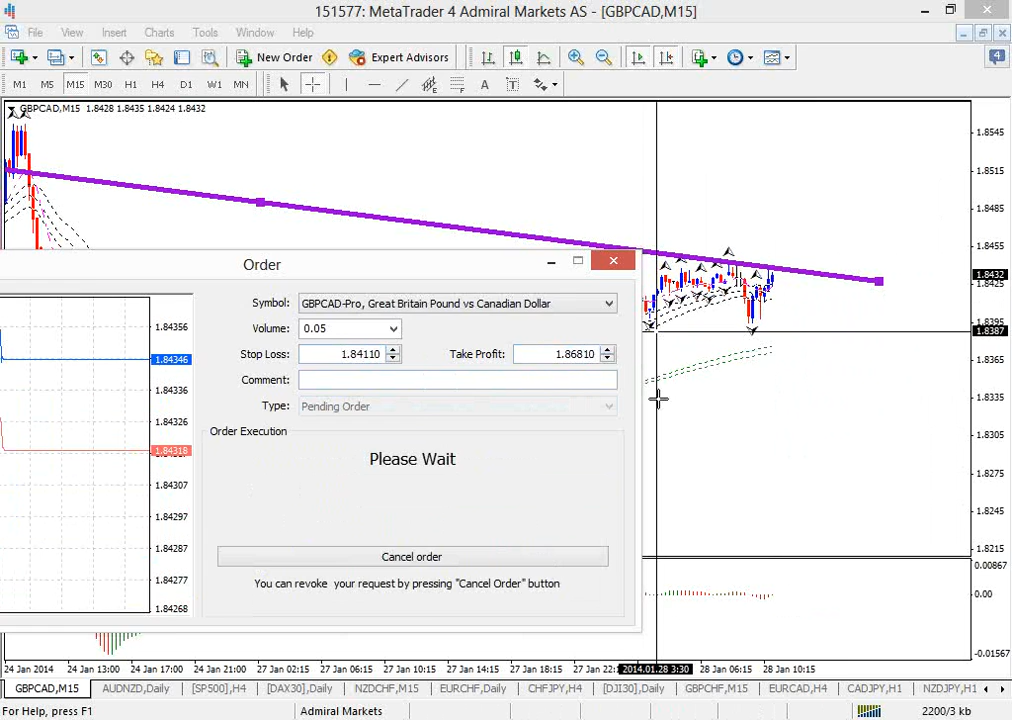 151577: MetaTrader 4 Admiral Markets AS - [GBPCAD,M15]
File View Insert Charts Tools Window Help
New Order Expert Advisors 4
M1 M5 M15 M30 H1 H4 D1 W1 MN A T
GBPCAD,M15 1.8428 1.8435 1.8424 1.8432
1.8545
1.8515
1.8485
1.8455
1.8432
1.8425
1.8395
1.8387
1.8365
1.8335
1.8305
1.8275
1.8245
1.8215
0.00867
0.00
-0.01567
Order
1.84356
1.84346
1.84336
1.84326
1.84318
1.84307
1.84297
1.84287
1.84277
1.84268
Symbol: GBPCAD-Pro, Great Britain Pound vs Canadian Dollar
Volume: 0.05
Stop Loss: 1.84110 Take Profit: 1.86810
Comment:
Type: Pending Order
Order Execution
Please Wait
Cancel order
You can revoke your request by pressing "Cancel Order" button
24 Jan 2014 24 Jan 13:00 24 Jan 17:00 24 Jan 21:00 27 Jan 02:15 27 Jan 06:15 27 Jan 10:15 27 Jan 14:15 27 Jan 18:15 27 Jan 22: 2014.01.28 3:30 28 Jan 06:15 28 Jan 10:15
GBPCAD,M15 AUDNZD,Daily [SP500],H4 [DAX30],Daily NZDCHF,M15 EURCHF,Daily CHFJPY,H4 [DJI30],Daily GBPCHF,M15 EURCAD,H4 CADJPY,H1 NZDJPY,H1
For Help, press F1 Admiral Markets 2200/3 kb